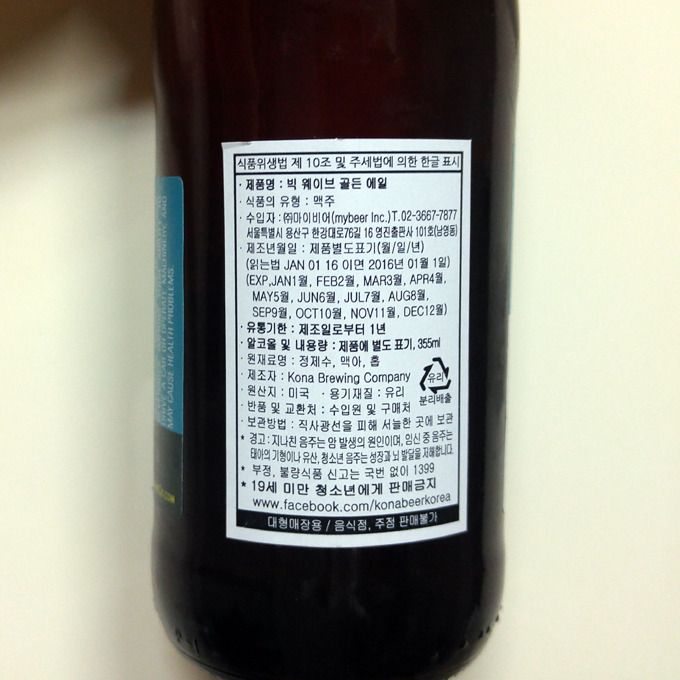 식품위생법 제 10조 및 주세법에 의한 한글 표시
· 제품명 : 빅 웨이브 골든 에일
· 식품의 유형 : 맥주
· 수입자 : ㈜마이비어(mybeer Inc.)T.02-3667-7877
서울특별시 용산구 한강대로76길 16 영진출판사 101호(남영동)
· 제조년월일 : 제품별도표기(월/일/년)
(읽는법 JAN 01 16 이면 2016년 01월 1일)
(EXP,JAN1월, FEB2월, MAR3월, APR4월,
MAY5월, JUN6월, JUL7월, AUG8월,
SEP9월, OCT10월, NOV11월, DEC12월)
· 유통기한 : 제조일로부터 1년
· 알코올 및 내용량 : 제품에 별도 표기, 355ml
· 원재료명 : 정제수, 맥아, 홉
· 제조자 : Kona Brewing Company
· 원산지 : 미국 · 용기재질 : 유리
· 반품 및 교환처 : 수입원 및 구매처
· 보관방법 : 직사광선을 피해 서늘한 곳에 보관
* 경고 : 지나친 음주는 암 발생의 원인이며, 임신 중 음주는
태아의 기형이나 유산, 청소년 음주는 성장과 뇌 발달을 저해합니다.
* 부정, 불량식품 신고는 국번 없이 1399
* 19세 미만 청소년에게 판매금지
www.facebook.com/konabeerkorea
대형매장용 / 음식점, 주점 판매불가
유리
분리배출
DRIVE A CAR OR OPERATE MACHINERY, AND
MAY CAUSE HEALTH PROBLEMS.